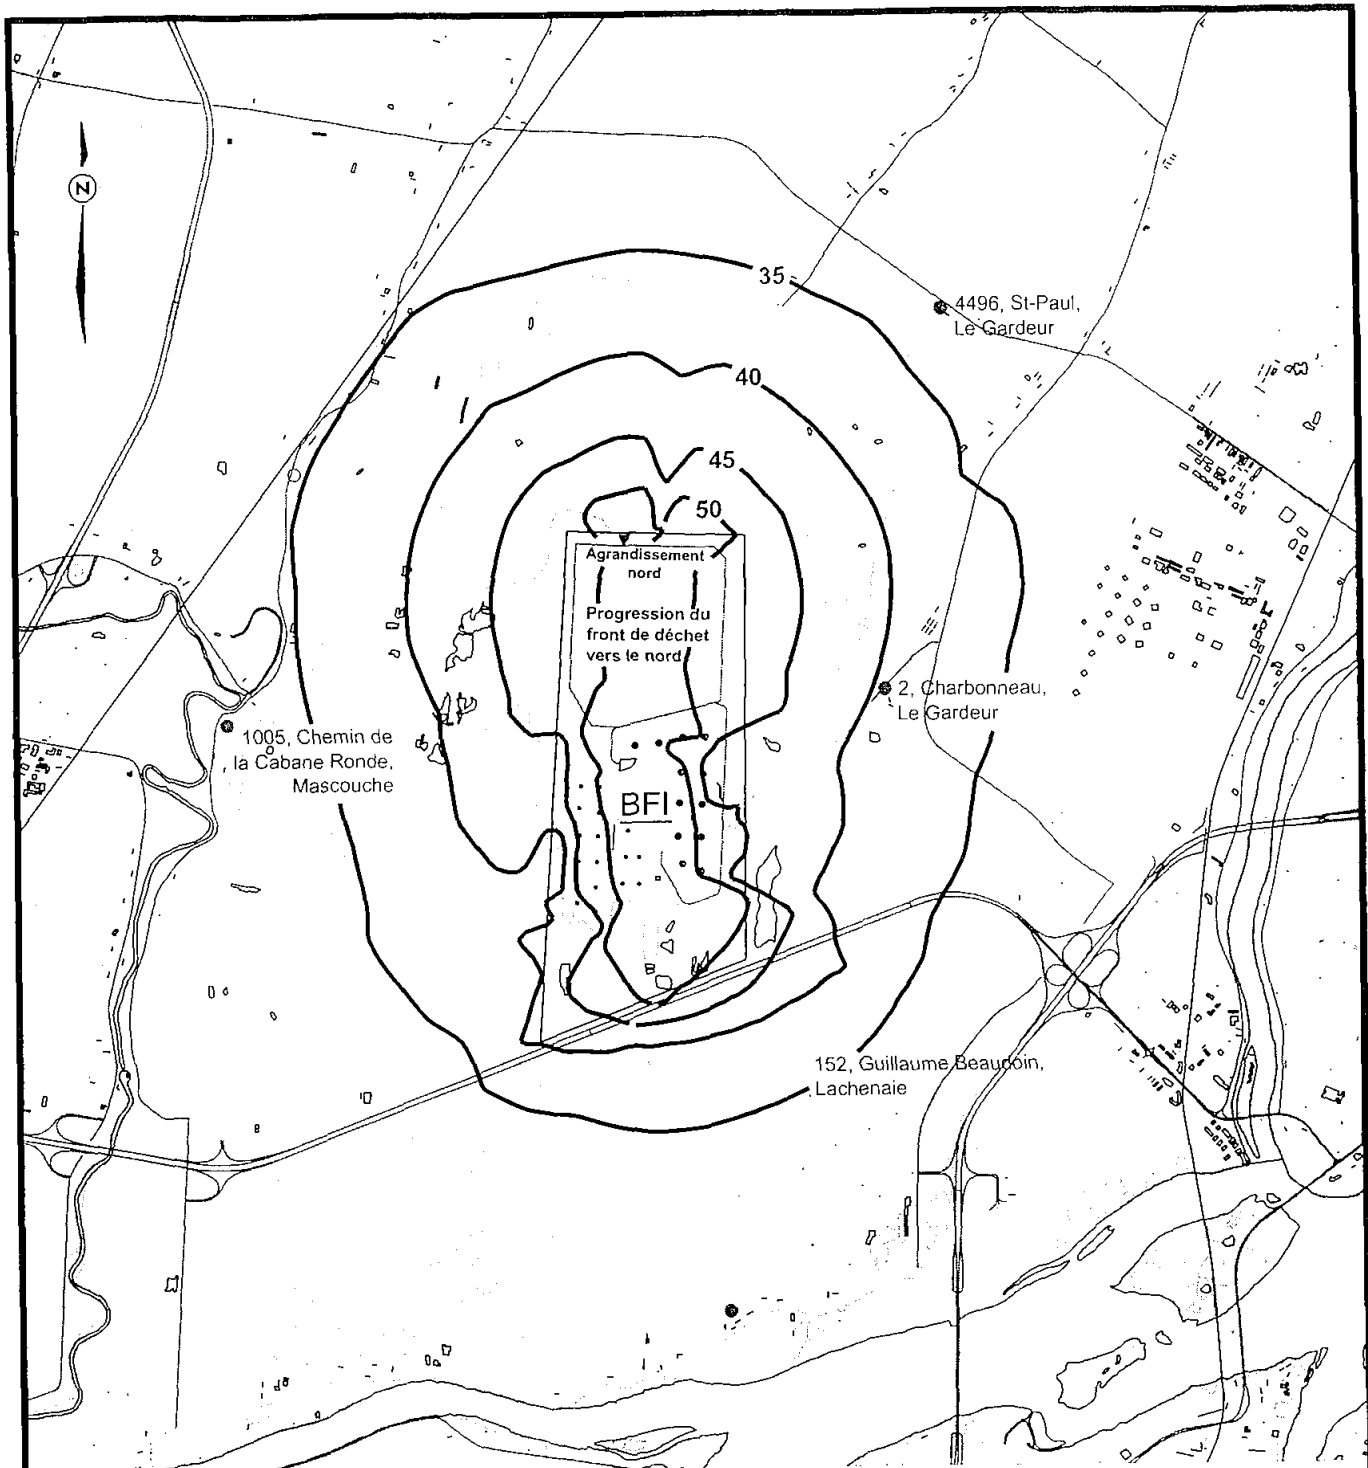 N
35
4496, St-Paul,
Le Gardeur
40
45
50
Agrandissement
nord
Progression du
front de déchet
vers le nord
2, Charbonneau,
Le Gardeur
1005, Chemin de
la Cabane Ronde,
Mascouche
BFI
152, Guillaume Beaudoin,
Lachenaie